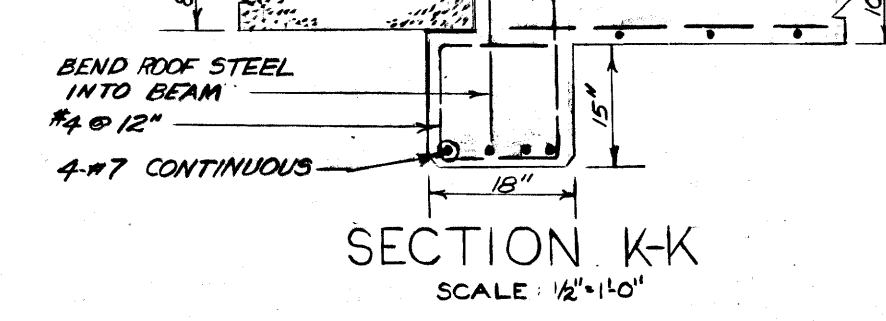 BEND ROOF STEEL
INTO BEAM
#4 @ 12"
4-#7 CONTINUOUS
15"
18"
SECTION K-K
SCALE: 1/2"=1'-0"